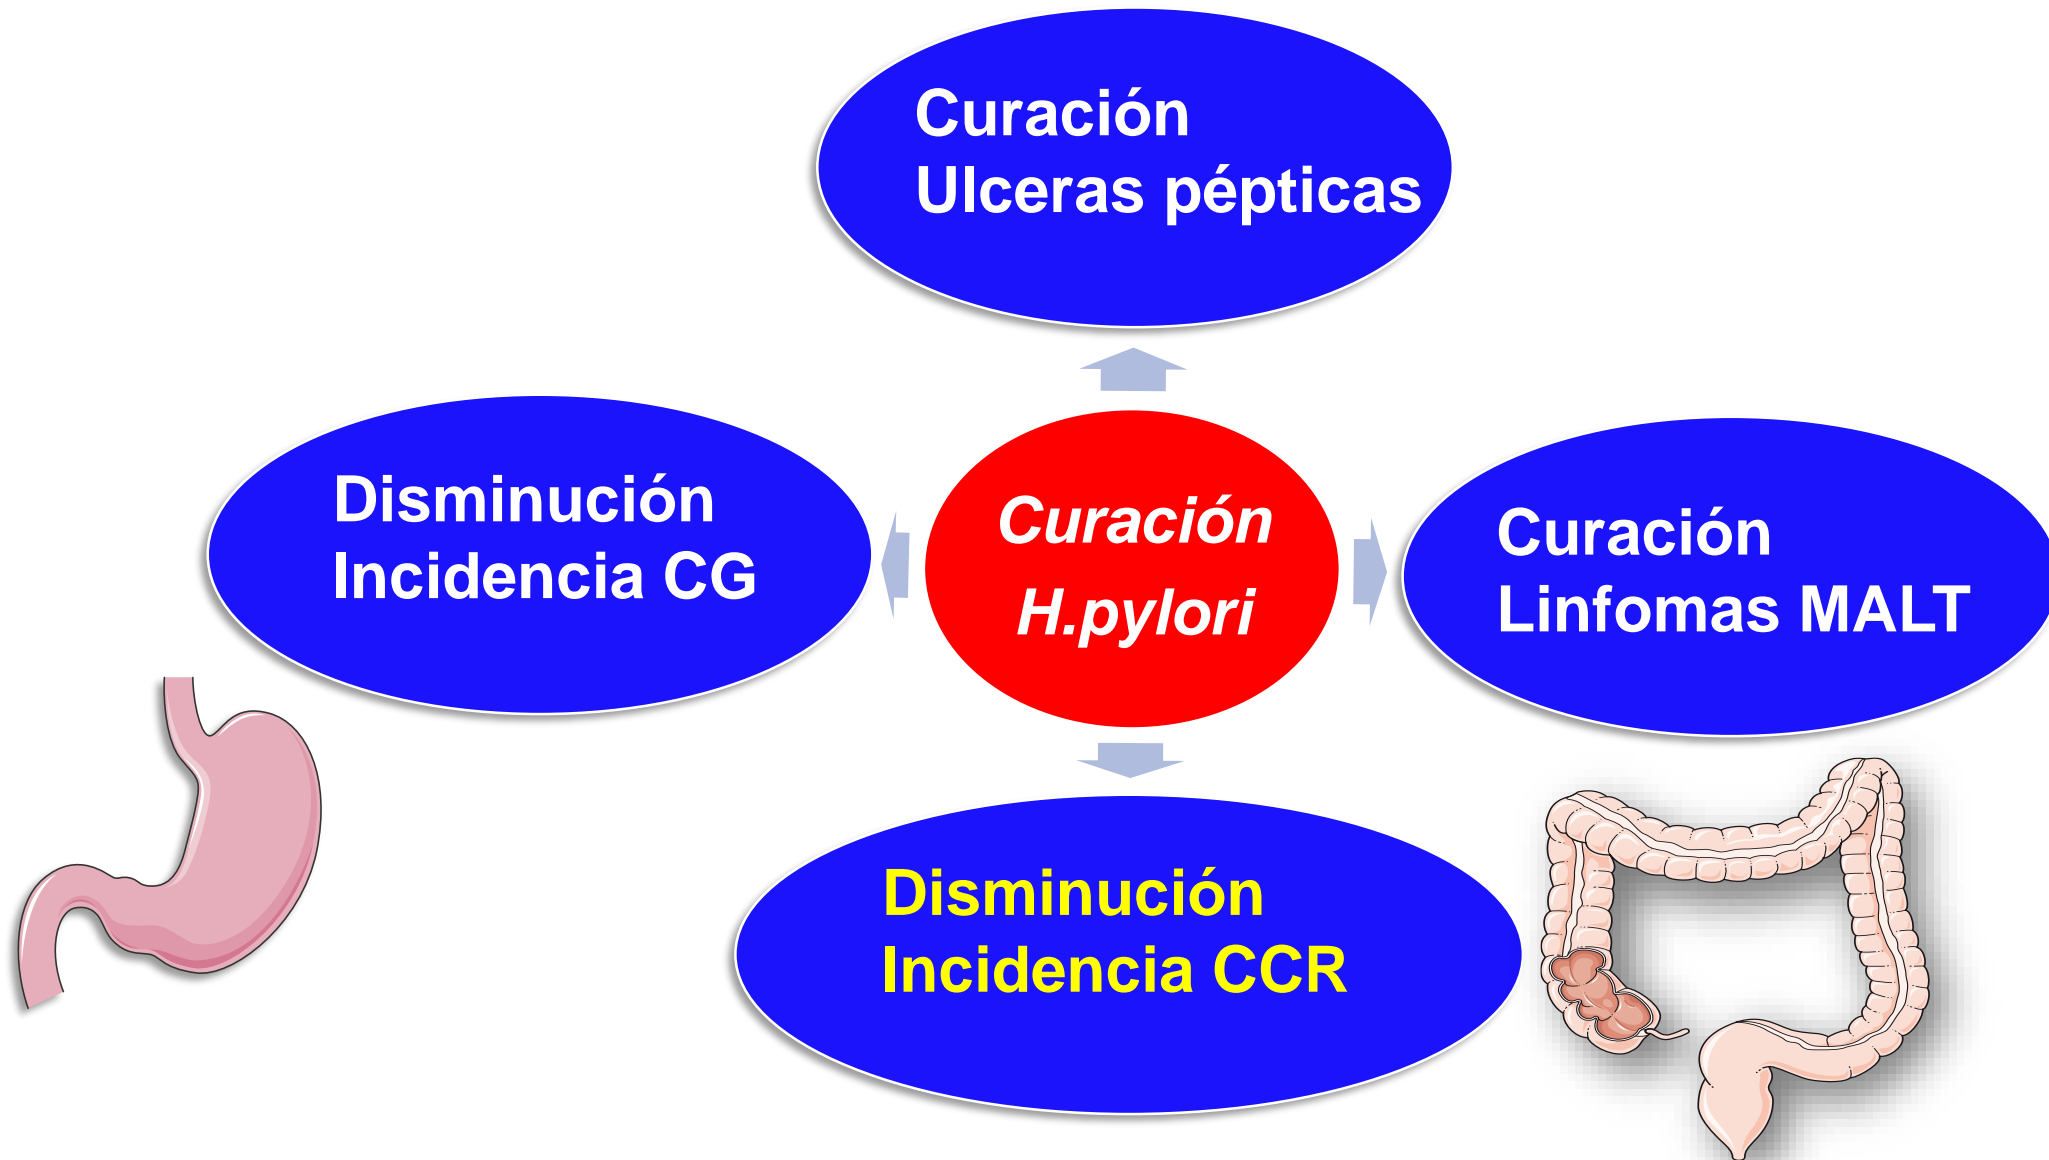 Curación
Ulceras pépticas
Disminución
Incidencia CG
Curación
H.pylori
Curación
Linfomas MALT
Disminución
Incidencia CCR